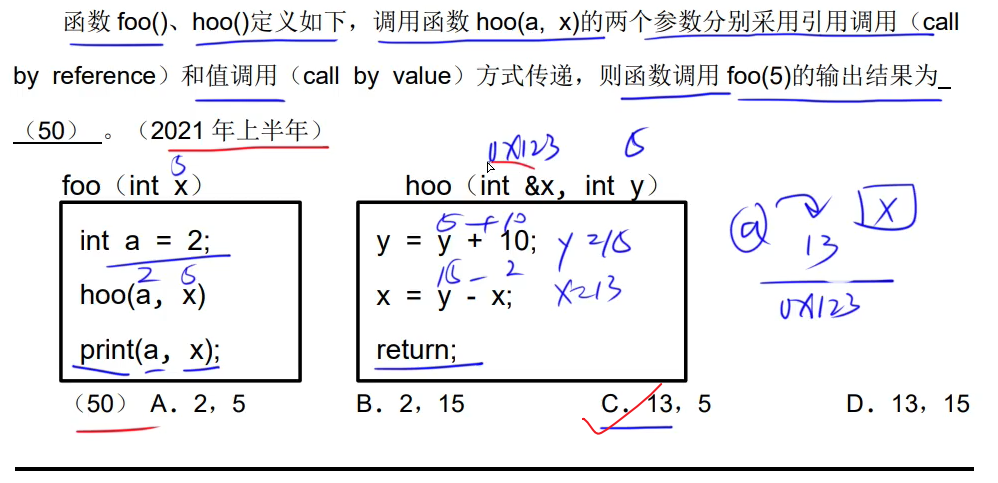 函数 foo()、hoo()定义如下，调用函数 hoo(a, x)的两个参数分别采用引用调用（call
by reference）和值调用（call by value）方式传递，则函数调用 foo(5)的输出结果为_
（50） 。（2021 年上半年）
0x123 5
5
foo（int x） hoo（int &x, int y）
5+10
int a = 2; y = y + 10; y=15
a x
13
2 5 15 - 2
hoo(a, x) x = y - x; x=13
0x123
print(a, x); return;
（50） A．2，5 B．2，15 C．13，5 D．13，15